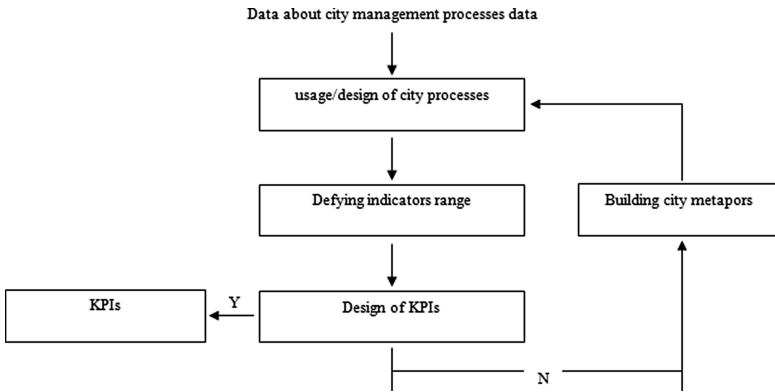 Data about city management processes data
usage/design of city processes
Defying indicators range
Building city metapors
KPIs
Y
Design of KPIs
N